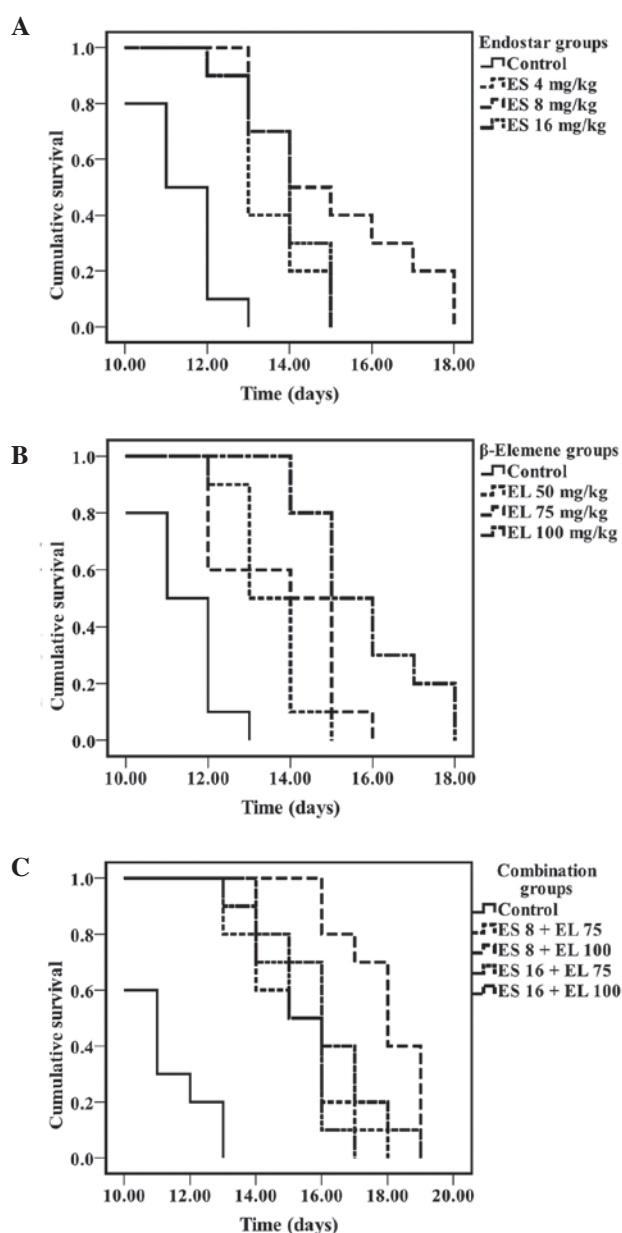 A
Endostar groups
Control
ES 4 mg/kg
ES 8 mg/kg
ES 16 mg/kg
1.0
0.8
0.6
0.4
0.2
0.0
Cumulative survival
10.00 12.00 14.00 16.00 18.00
Time (days)
B
β-Elemene groups
Control
EL 50 mg/kg
EL 75 mg/kg
EL 100 mg/kg
1.0
0.8
0.6
0.4
0.2
0.0
Cumulative survival
10.00 12.00 14.00 16.00 18.00
Time (days)
C
Combination
groups
Control
ES 8 + EL 75
ES 8 + EL 100
ES 16 + EL 75
ES 16 + EL 100
1.0
0.8
0.6
0.4
0.2
0.0
Cumulative survival
10.00 12.00 14.00 16.00 18.00 20.00
Time (days)